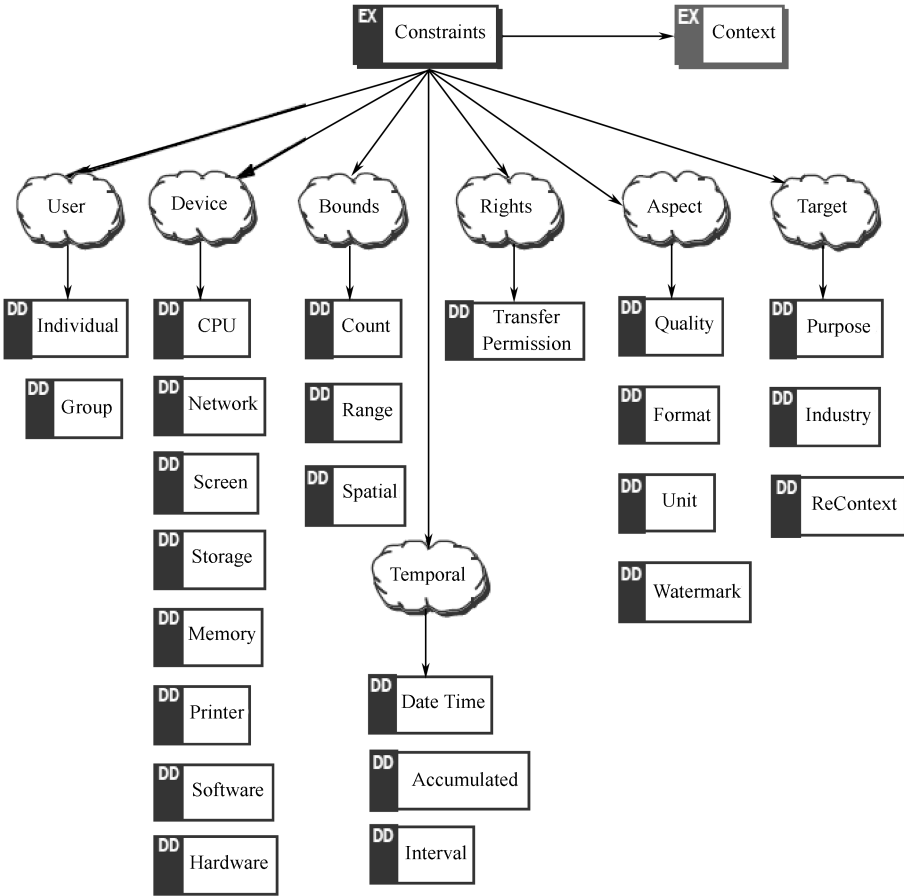 EX
Constraints
EX
Context
User
Device
Bounds
Rights
Aspect
Target
DD
Individual
DD
CPU
DD
Count
DD
Transfer
Permission
DD
Quality
DD
Purpose
DD
Group
DD
Network
DD
Range
DD
Format
DD
Industry
DD
Screen
DD
Spatial
DD
Unit
DD
ReContext
DD
Storage
Temporal
DD
Watermark
DD
Memory
DD
Date Time
DD
Printer
DD
Accumulated
DD
Software
DD
Interval
DD
Hardware